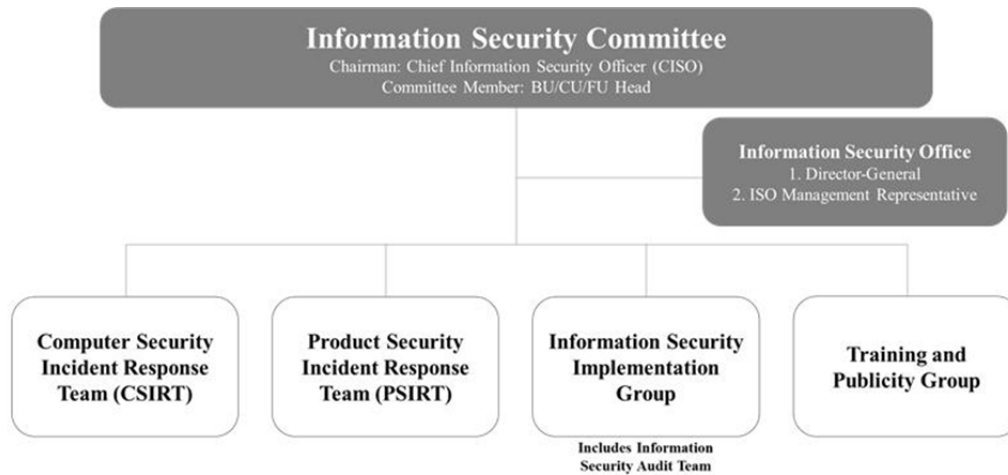 Information Security Committee
Chairman: Chief Information Security Officer (CISO)
Committee Member: BU/CU/FU Head
Information Security Office
1. Director-General
2. ISO Management Representative
Computer Security
Incident Response
Team (CSIRT)
Product Security
Incident Response
Team (PSIRT)
Information Security
Implementation
Group
Training and
Publicity Group
Includes Information
Security Audit Team